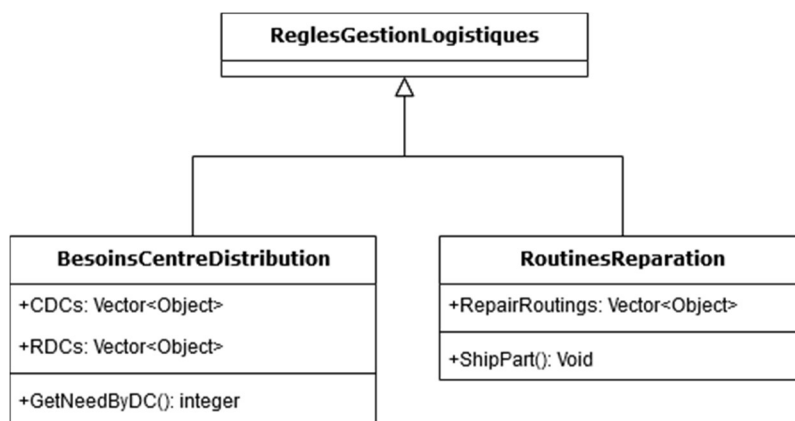 ReglesGestionLogistiques
BesoinsCentreDistribution
+CDCs: Vector<Object>
+RDCs: Vector<Object>
+GetNeedByDC(): integer
RoutinesReparation
+RepairRoutings: Vector<Object>
+ShipPart(): Void